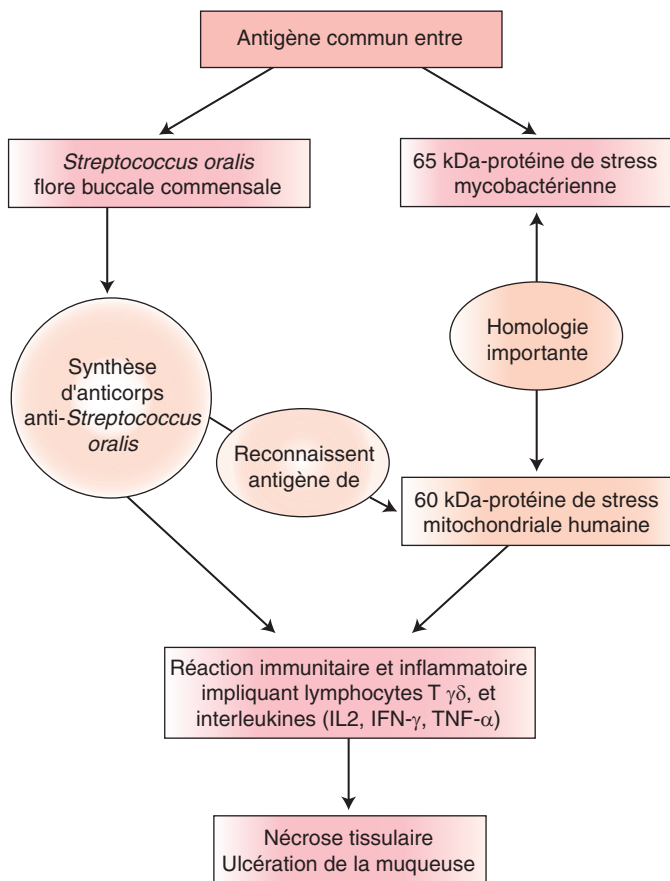 Antigène commun entre
Streptococcus oralis
flore buccale commensale
65 kDa-protéine de stress
mycobactérienne
Homologie
importante
Synthèse
d'anticorps
anti-Streptococcus
oralis
Reconnaissent
antigène de
60 kDa-protéine de stress
mitochondriale humaine
Réaction immunitaire et inflammatoire
impliquant lymphocytes T γδ, et
interleukines (IL2, IFN-γ, TNF-α)
Nécrose tissulaire
Ulcération de la muqueuse